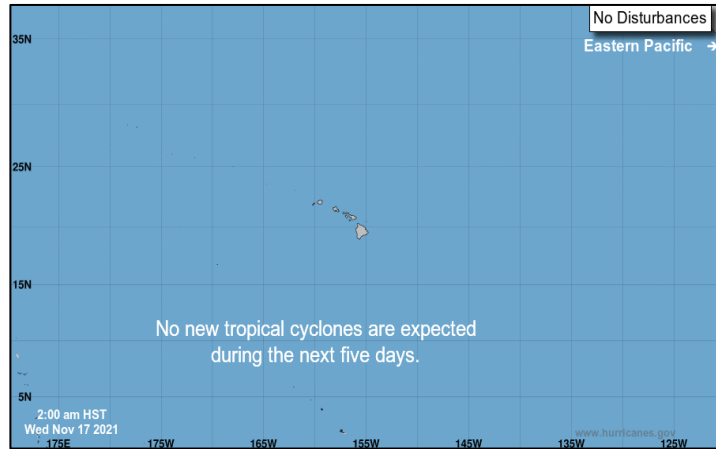 No Disturbances
Eastern Pacific →
35N
25N
15N
No new tropical cyclones are expected
during the next five days.
5N
2:00 am HST
Wed Nov 17 2021
www.hurricanes.gov
175E 175W 165W 155W 145W 135W 125W